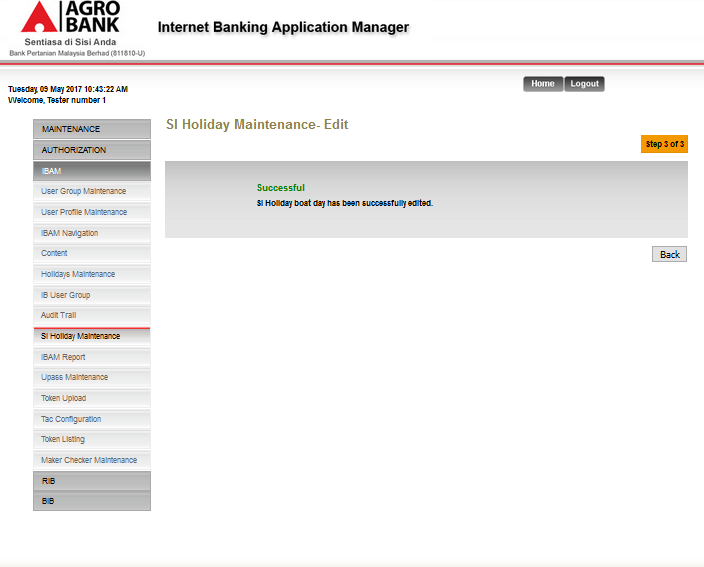 AGRO
BANK
Sentiasa di Sisi Anda
Bank Pertanian Malaysia Berhad (811810-U)
Internet Banking Application Manager
Tuesday, 09 May 2017 10:43:22 AM
Welcome, Tester number 1
Home
Logout
MAINTENANCE
AUTHORIZATION
IBAM
User Group Maintenance
User Profile Maintenance
IBAM Navigation
Content
Holidays Maintenance
IB User Group
Audit Trail
SI Holiday Maintenance
IBAM Report
Upass Maintenance
Token Upload
Tac Configuration
Token Listing
Maker Checker Maintenance
RIB
BIB
SI Holiday Maintenance- Edit
Step 3 of 3
Successful
SI Holiday boat day has been successfully edited.
Back